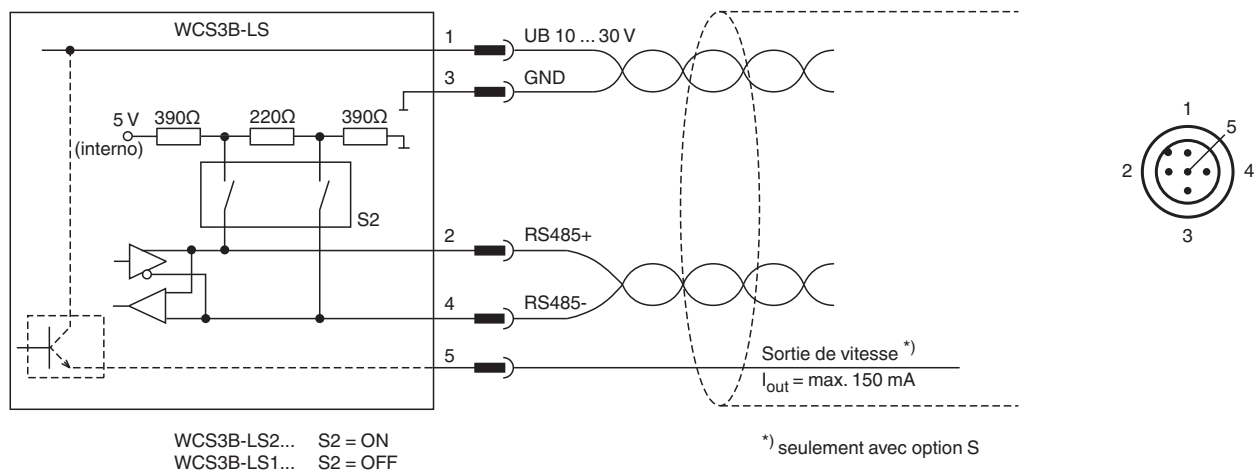 WCS3B-LS
1
UB 10 ... 30 V
3
GND
5 V
(interno)
390Ω
220Ω
390Ω
S2
2
RS485+
4
RS485-
5
Sortie de vitesse *)
Iout = max. 150 mA
WCS3B-LS2... S2 = ON
WCS3B-LS1... S2 = OFF
*) seulement avec option S
1
5
2
4
3